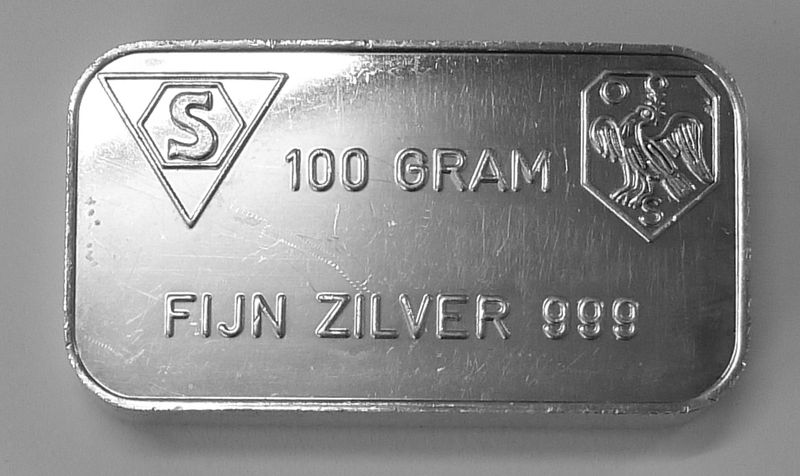 S
O C
100 GRAM
S
FIJN ZILVER 999